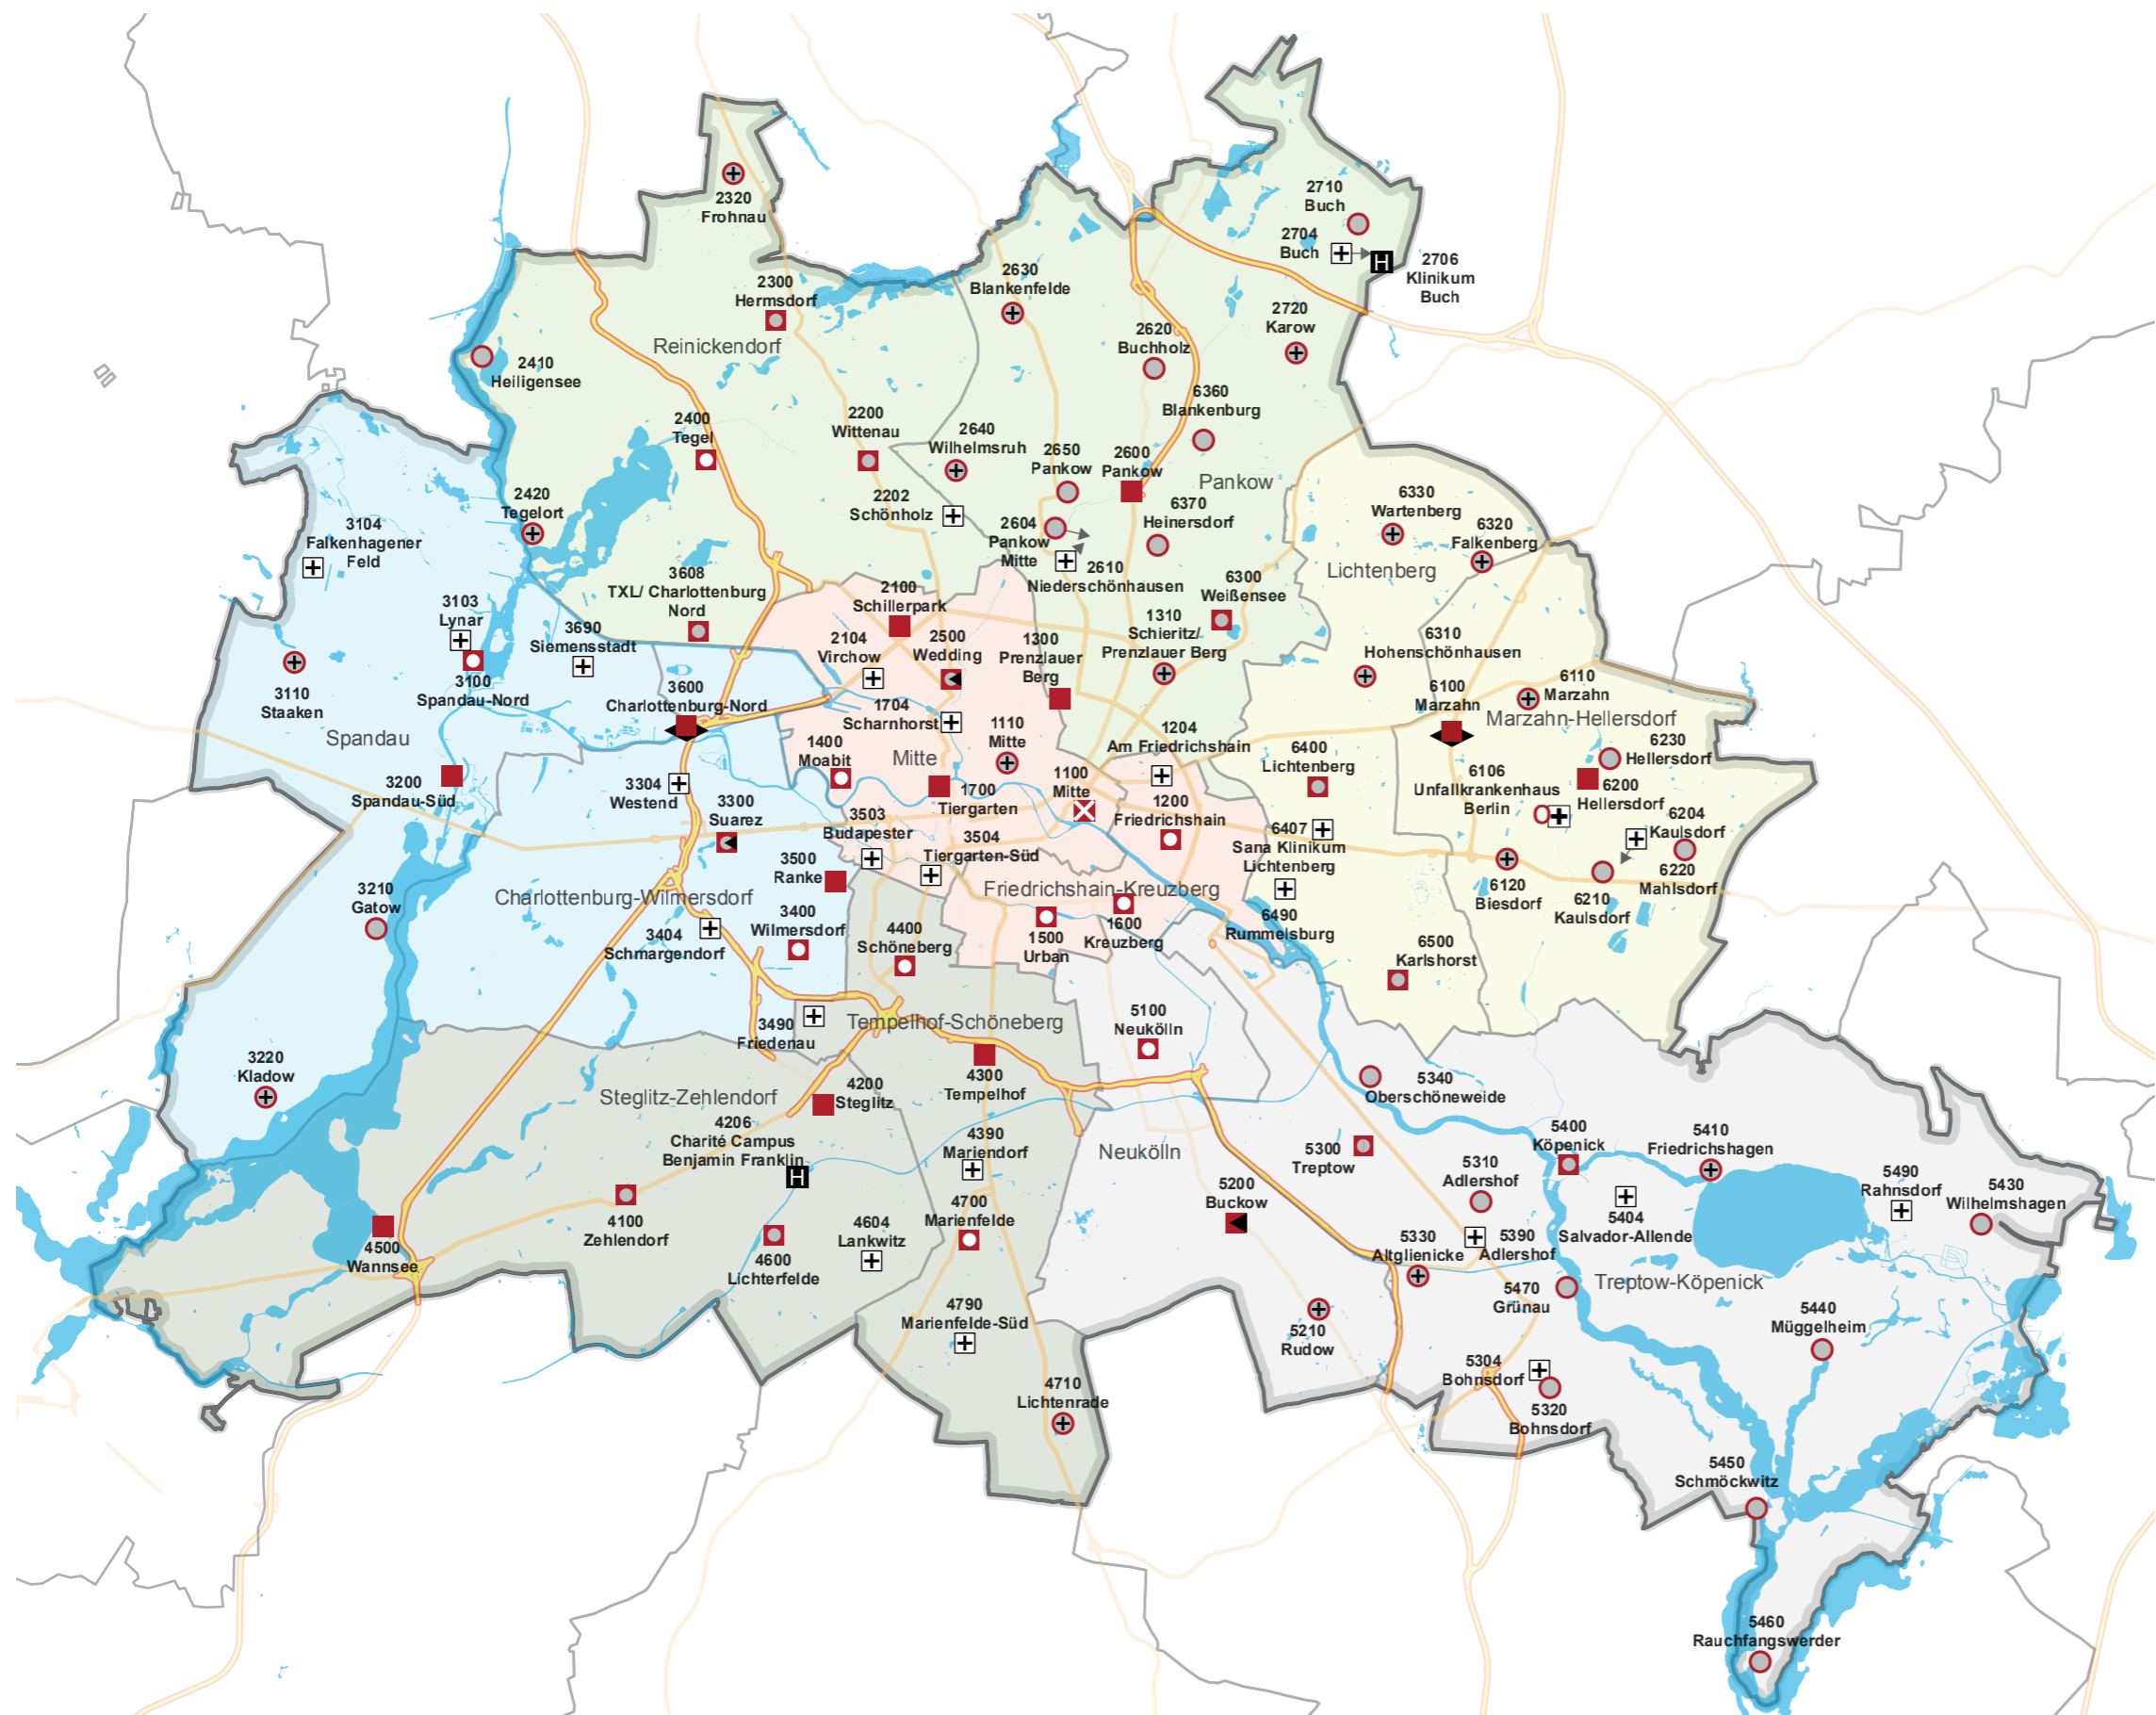 2320
Frohnau
2710
Buch
2704
Buch
H
2706
Klinikum
Buch
2300
Hermsdorf
2630
Blankenfelde
2720
Karow
Reinickendorf
2620
Buchholz
2410
Heiligensee
6360
Blankenburg
2400
Tegel
2200
Wittenau
2640
Wilhelmsruh
2650
Pankow
2600
Pankow
Pankow
2420
Tegelort
2202
Schönholz
2604
Pankow
Mitte
6370
Heinersdorf
6330
Wartenberg
6320
Falkenberg
3104
Falkenhagener
Feld
Lichtenberg
3608
TXL/ Charlottenburg
Nord
2610
Niederschönhausen
6300
Weißensee
2100
Schillerpark
3103
Lynar
3690
Siemensstadt
2104
Virchow
2500
Wedding
1300
Prenzlauer
Berg
1310
Schieritz/
Prenzlauer Berg
6310
Hohenschönhausen
3110
Staaken
3100
Spandau-Nord
3600
Charlottenburg-Nord
6100
Marzahn
6110
Marzahn
1704
Scharnhorst
Marzahn-Hellersdorf
Spandau
1110
Mitte
1204
Am Friedrichshain
1400
Moabit
Mitte
6400
Lichtenberg
6230
Hellersdorf
3200
Spandau-Süd
3304
Westend
1100
Mitte
6106
Unfallkrankenhaus
Berlin
6200
Hellersdorf
1700
Tiergarten
3300
Suarez
3503
Budapester
1200
Friedrichshain
6204
Kaulsdorf
3504
Tiergarten-Süd
6407
Sana Klinikum
Lichtenberg
3500
Ranke
6220
Mahlsdorf
3210
Gatow
Charlottenburg-Wilmersdorf
Friedrichshain-Kreuzberg
6120
Biesdorf
6210
Kaulsdorf
3400
Wilmersdorf
3404
Schmargendorf
4400
Schöneberg
1500
Urban
1600
Kreuzberg
6490
Rummelsburg
6500
Karlshorst
3490
Friedenau
Tempelhof-Schöneberg
5100
Neukölln
3220
Kladow
4300
Tempelhof
5340
Oberschöneweide
Steglitz-Zehlendorf
4200
Steglitz
4206
Charité Campus
Benjamin Franklin
H
4390
Mariendorf
Neukölln
5300
Treptow
5400
Köpenick
5410
Friedrichshagen
5310
Adlershof
5490
Rahnsdorf
5430
Wilhelmshagen
4100
Zehlendorf
4700
Marienfelde
5200
Buckow
4500
Wannsee
4600
Lichterfelde
4604
Lankwitz
5330
Altglienicke
5390
Adlershof
5404
Salvador-Allende
5470
Grünau
Treptow-Köpenick
4790
Marienfelde-Süd
5210
Rudow
5440
Müggelheim
5304
Bohnsdorf
4710
Lichtenrade
5320
Bohnsdorf
5450
Schmöckwitz
5460
Rauchfangswerder